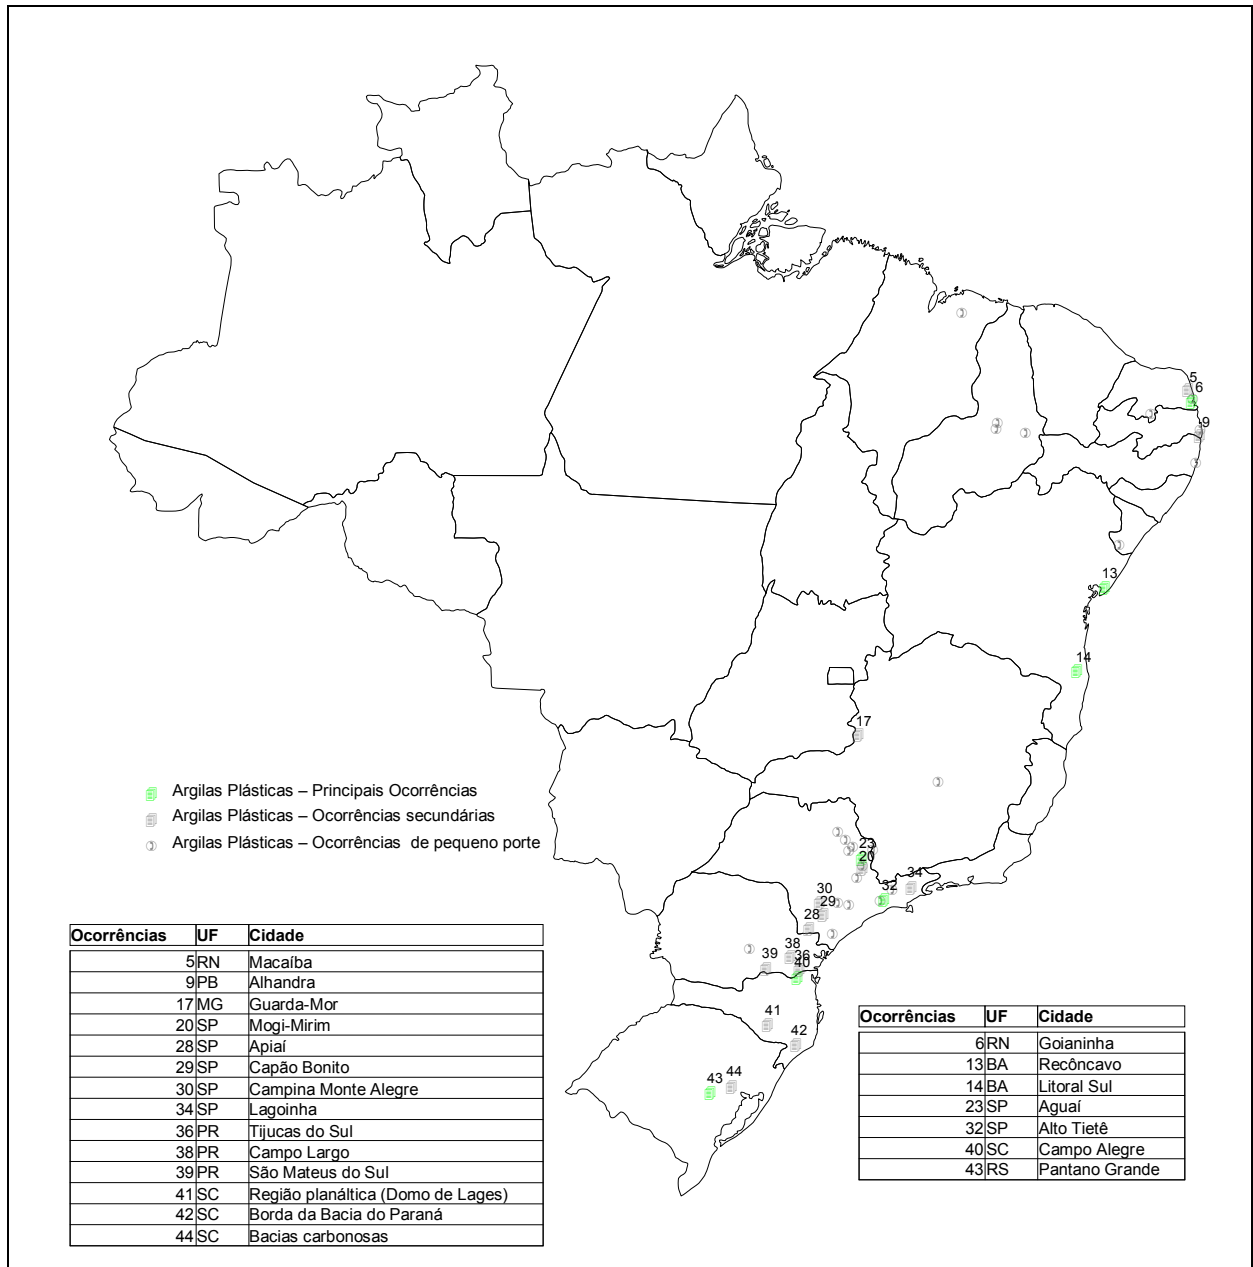 5
6
9
13
14
17
23
20
34
32
30
29
28
38
36
39
40
41
42
43
44
Argilas Plásticas – Principais Ocorrências
Argilas Plásticas – Ocorrências secundárias
Argilas Plásticas – Ocorrências de pequeno porte
Ocorrências UF Cidade
5 RN Macaíba
9 PB Alhandra
17 MG Guarda-Mor
20 SP Mogi-Mirim
28 SP Apiaí
29 SP Capão Bonito
30 SP Campina Monte Alegre
34 SP Lagoinha
36 PR Tijucas do Sul
38 PR Campo Largo
39 PR São Mateus do Sul
41 SC Região planáltica (Domo de Lages)
42 SC Borda da Bacia do Paraná
44 SC Bacias carbonosas
Ocorrências UF Cidade
6 RN Goianinha
13 BA Recôncavo
14 BA Litoral Sul
23 SP Aguaí
32 SP Alto Tietê
40 SC Campo Alegre
43 RS Pantano Grande